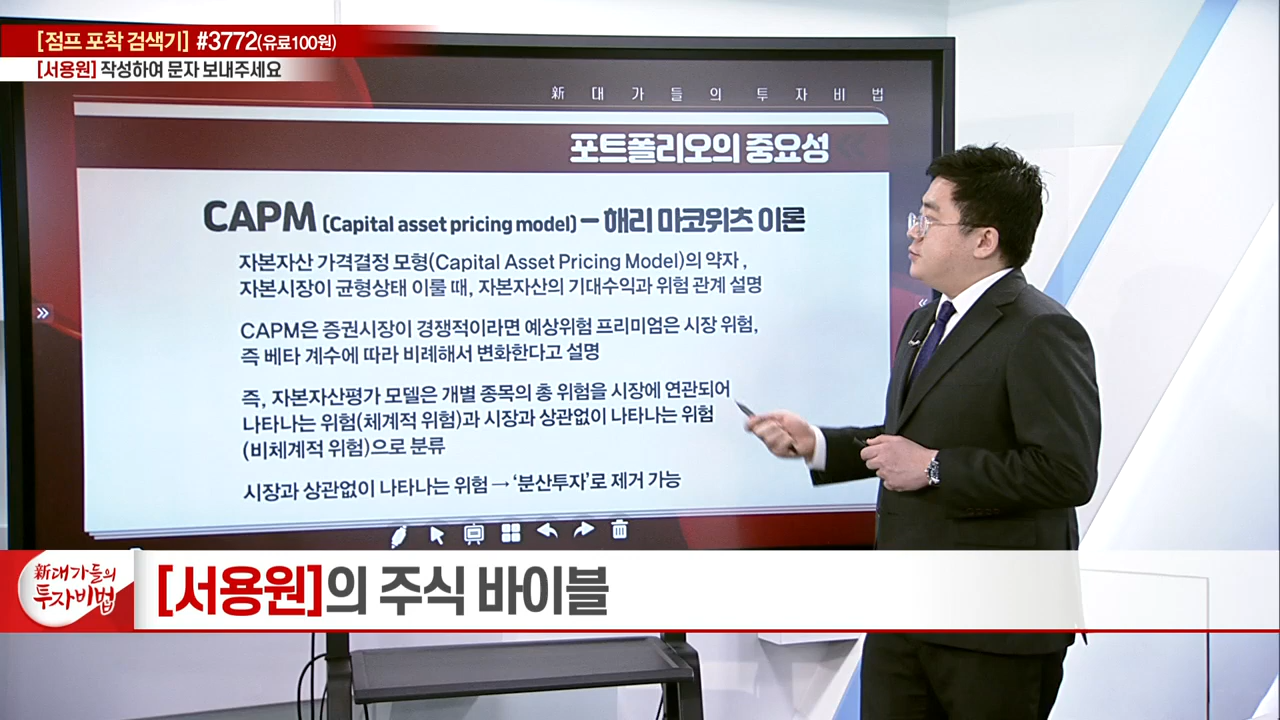 [점프 포착 검색기] #3772(유료100원)
[서용원] 작성하여 문자 보내주세요
新 대 가 들 의 투 자 비 법
포트폴리오의 중요성
CAPM (Capital asset pricing model) – 해리 마코위츠 이론
자본자산 가격결정 모형(Capital Asset Pricing Model)의 약자 ,
자본시장이 균형상태 이룰 때, 자본자산의 기대수익과 위험 관계 설명
CAPM은 증권시장이 경쟁적이라면 예상위험 프리미엄은 시장 위험,
즉 베타 계수에 따라 비례해서 변화한다고 설명
즉, 자본자산평가 모델은 개별 종목의 총 위험을 시장에 연관되어
나타나는 위험(체계적 위험)과 시장과 상관없이 나타나는 위험
(비체계적 위험)으로 분류
시장과 상관없이 나타나는 위험 → ‘분산투자’로 제거 가능
新대가들의
투자비법
[서용원]의 주식 바이블